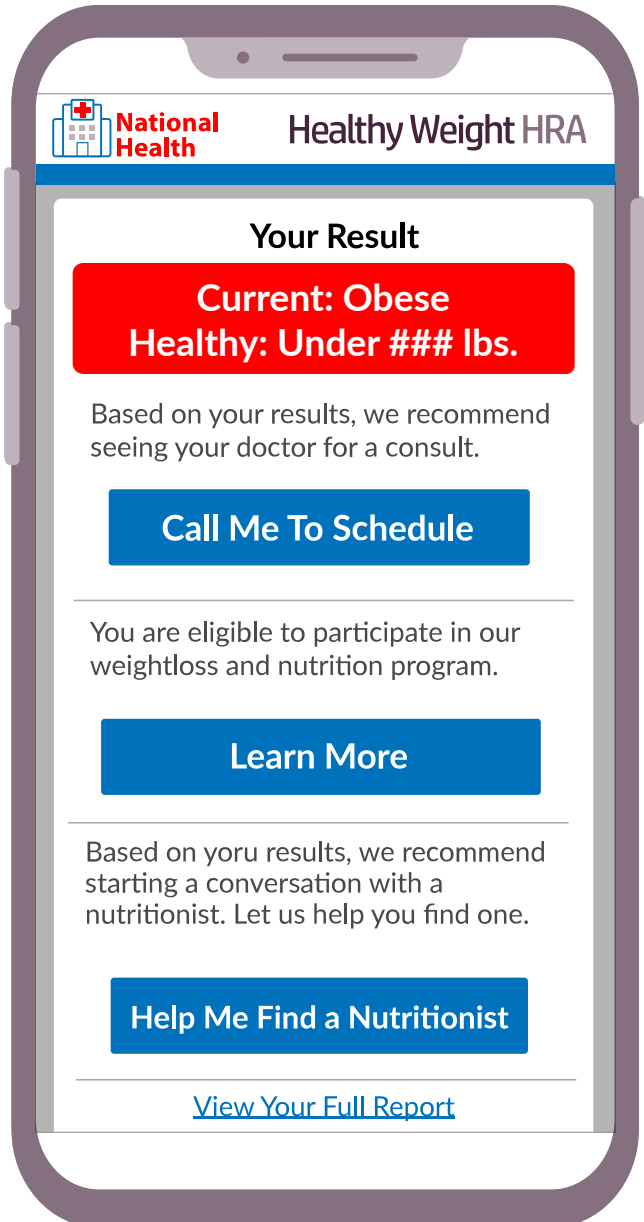 National
Health
Healthy Weight HRA
Your Result
Current: Obese
Healthy: Under ### lbs.
Based on your results, we recommend
seeing your doctor for a consult.
Call Me To Schedule
You are eligible to participate in our
weightloss and nutrition program.
Learn More
Based on yoru results, we recommend
starting a conversation with a
nutritionist. Let us help you find one.
Help Me Find a Nutritionist
View Your Full Report